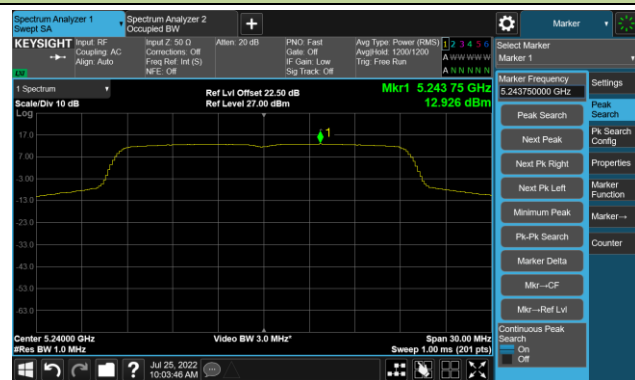 Spectrum Analyzer 1
Swept SA
Spectrum Analyzer 2
Occupied BW
+
Marker
KEYSIGHT
Input: RF
Coupling: AC
Align: Auto
Input Z: 50 Ω
Corrections: Off
Freq Ref: Int (S)
NFE: Off
Atten: 20 dB
PNO: Fast
Gate: Off
IF Gain: Low
Sig Track: Off
Avg Type: Power (RMS)
Avg|Hold: 1200/1200
Trig: Free Run
1 2 3 4 5 6
A W W W W W
A N N N N N
Select Marker
Marker 1
LW
1 Spectrum
Scale/Div 10 dB
Log
Ref Lvl Offset 22.50 dB
Ref Level 27.00 dBm
Mkr1 5.243 75 GHz
12.926 dBm
17.0
7.00
-3.00
-13.0
-23.0
-33.0
-43.0
-53.0
-63.0
1
Center 5.24000 GHz
#Res BW 1.0 MHz
Video BW 3.0 MHz*
Span 30.00 MHz
Sweep 1.00 ms (201 pts)
Marker Frequency
5.243750000 GHz
Peak Search
Next Peak
Next Pk Right
Next Pk Left
Minimum Peak
Pk-Pk Search
Marker Delta
Mkr→CF
Mkr→Ref Lvl
Continuous Peak
Search
On
Off
Settings
Peak
Search
Pk Search
Config
Properties
Marker
Function
Marker→
Counter
?
Jul 25, 2022
10:03:46 AM